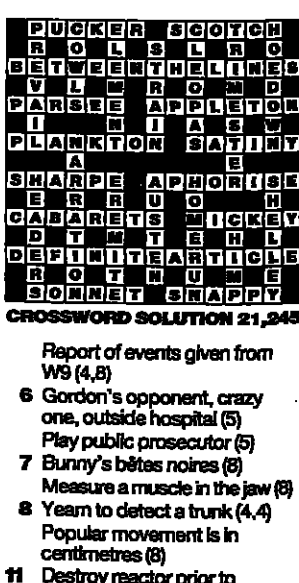 PUCKER SCOTCH
R O L S L R O
BETWEENTHELINES
V L E R O M D
PARSEE APPLETON
I N I A S W
PLANKTON SATINY
A E
SHARPE APHORISE
E R R U O H
CABARETS MICKEY
D T M T E H L
DEFINITEARTICLE
R O T N U M E
SONNET SNAPPY
CROSSWORD SOLUTION 21,245
Report of events given from
W9 (4,8)
6 Gordon's opponent, crazy
one, outside hospital (5)
Play public prosecutor (5)
7 Bunny's bêtes noires (8)
Measure a muscle in the jaw (8)
8 Yearn to detect a trunk (4,4)
Popular movement is in
centimetres (8)
11 Destroy reactor prior to